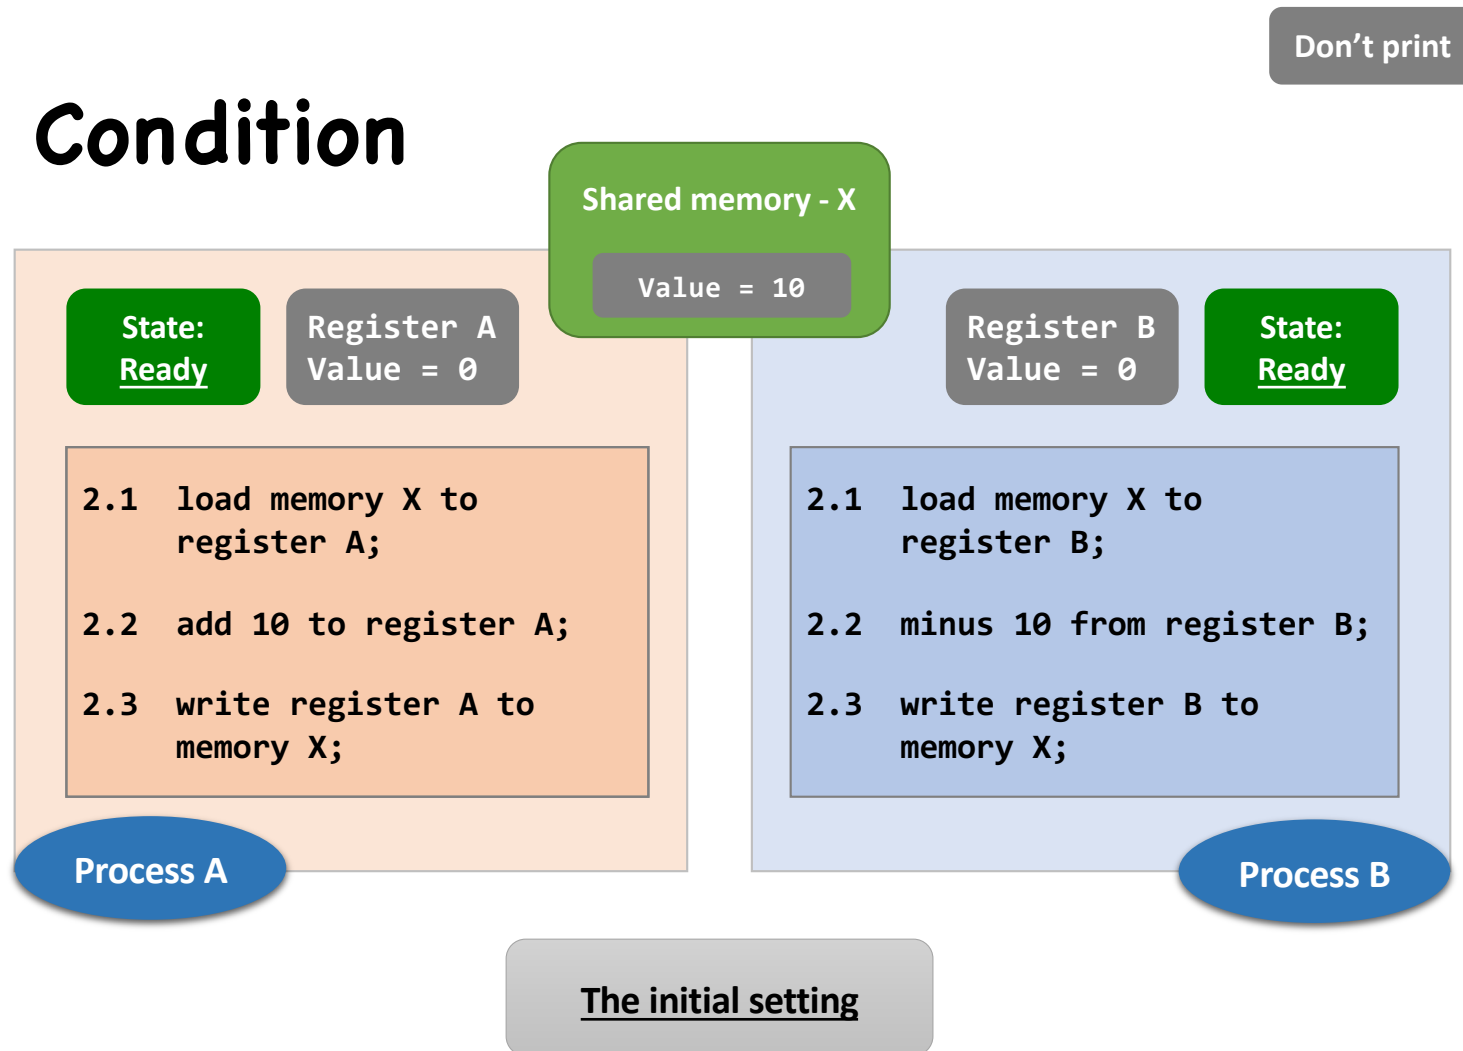 Don’t print
Condition
Shared memory - X
Value = 10
State:
Ready
Register A
Value = 0
2.1 load memory X to
register A;
2.2 add 10 to register A;
2.3 write register A to
memory X;
Process A
Register B
Value = 0
State:
Ready
2.1 load memory X to
register B;
2.2 minus 10 from register B;
2.3 write register B to
memory X;
Process B
The initial setting